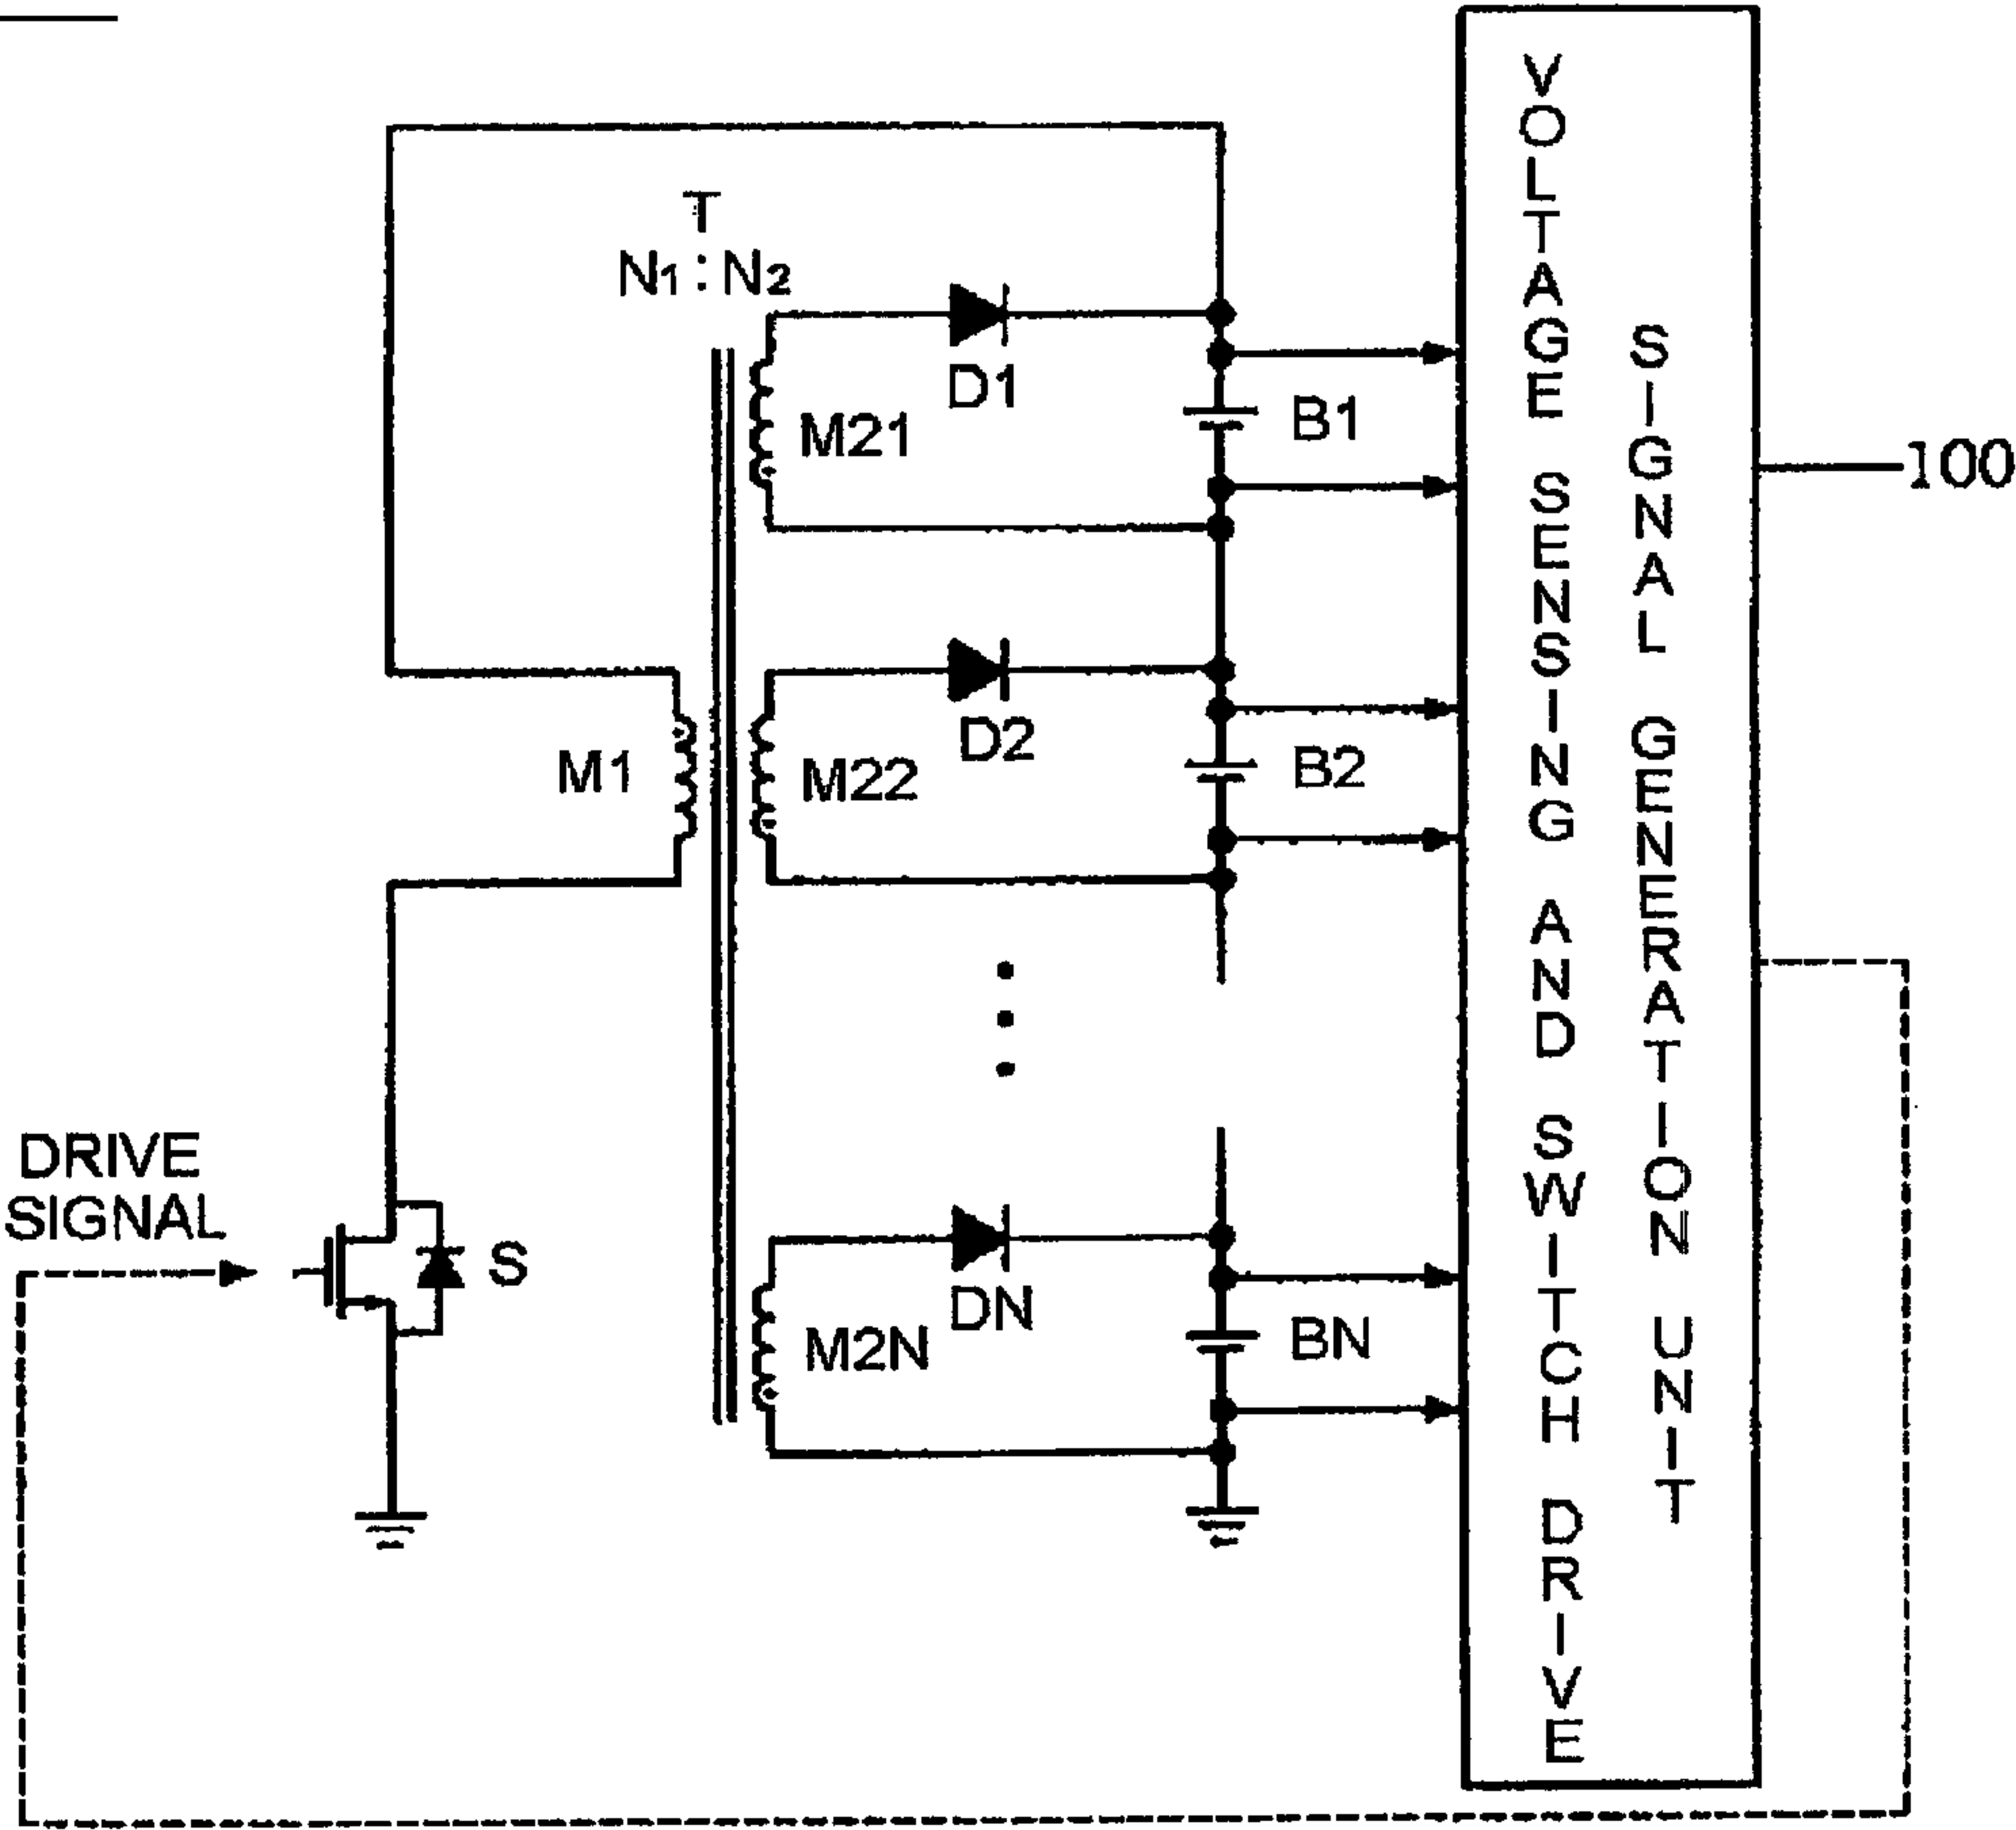 T
N1 : N2
D1
M21
B1
100
M1
D2
M22
B2
DRIVE
SIGNAL
S
DN
M2N
BN
VOLTAGE SENSING AND SWITCH DRIVE
SIGNAL GENERATION UNIT